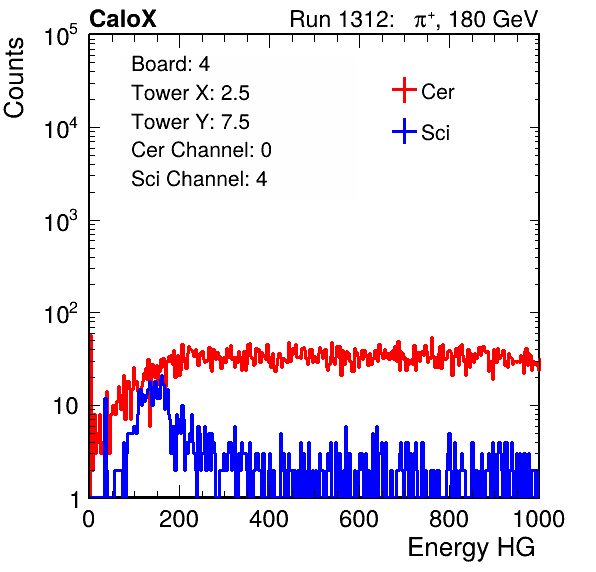 CaloX Run 1312: π⁺, 180 GeV
Counts
10⁵
10⁴
10³
10²
10
1
Board: 4
Tower X: 2.5
Tower Y: 7.5
Cer Channel: 0
Sci Channel: 4
Cer
Sci
0 200 400 600 800 1000
Energy HG